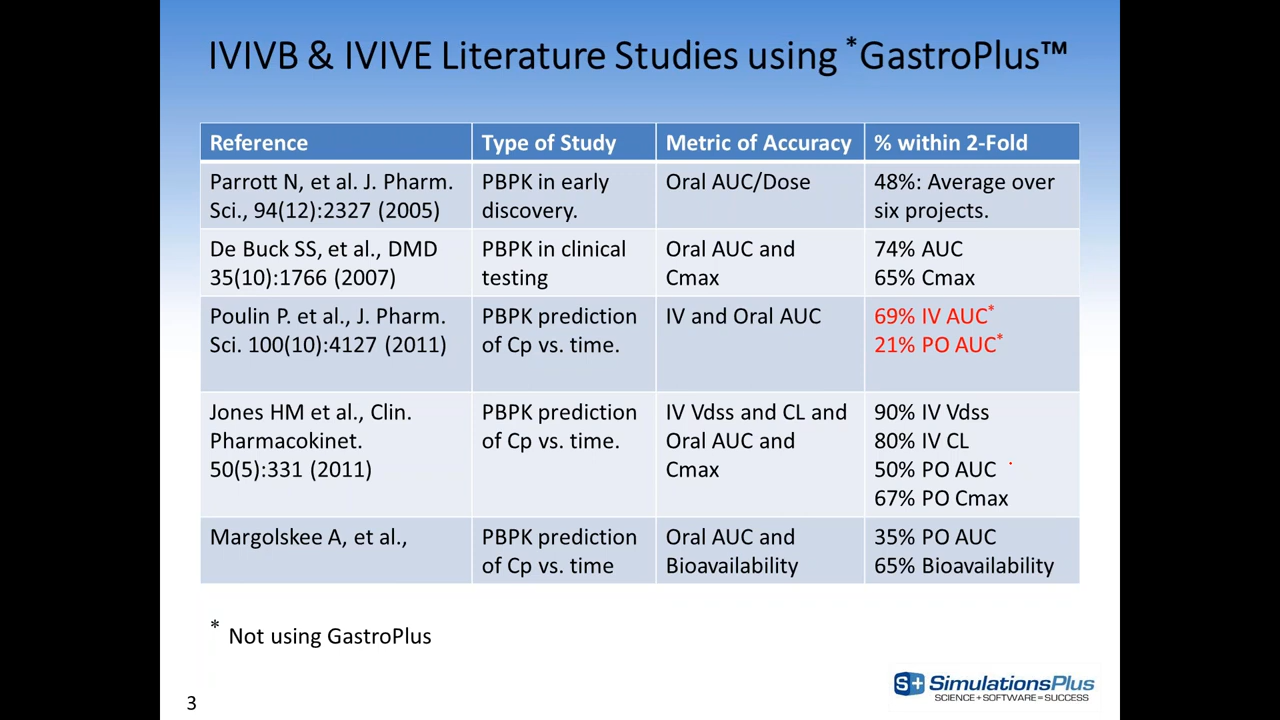 IVIVB & IVIVE Literature Studies using *GastroPlus™
Reference
Type of Study
Metric of Accuracy
% within 2-Fold
Parrott N, et al. J. Pharm.
Sci., 94(12):2327 (2005)
PBPK in early
discovery.
Oral AUC/Dose
48%: Average over
six projects.
De Buck SS, et al., DMD
35(10):1766 (2007)
PBPK in clinical
testing
Oral AUC and
Cmax
74% AUC
65% Cmax
Poulin P. et al., J. Pharm.
Sci. 100(10):4127 (2011)
PBPK prediction
of Cp vs. time.
IV and Oral AUC
69% IV AUC*
21% PO AUC*
Jones HM et al., Clin.
Pharmacokinet.
50(5):331 (2011)
PBPK prediction
of Cp vs. time.
IV Vdss and CL and
Oral AUC and
Cmax
90% IV Vdss
80% IV CL
50% PO AUC
67% PO Cmax
Margolskee A, et al.,
PBPK prediction
of Cp vs. time
Oral AUC and
Bioavailability
35% PO AUC
65% Bioavailability
* Not using GastroPlus
S+ SimulationsPlus
SCIENCE + SOFTWARE = SUCCESS
3